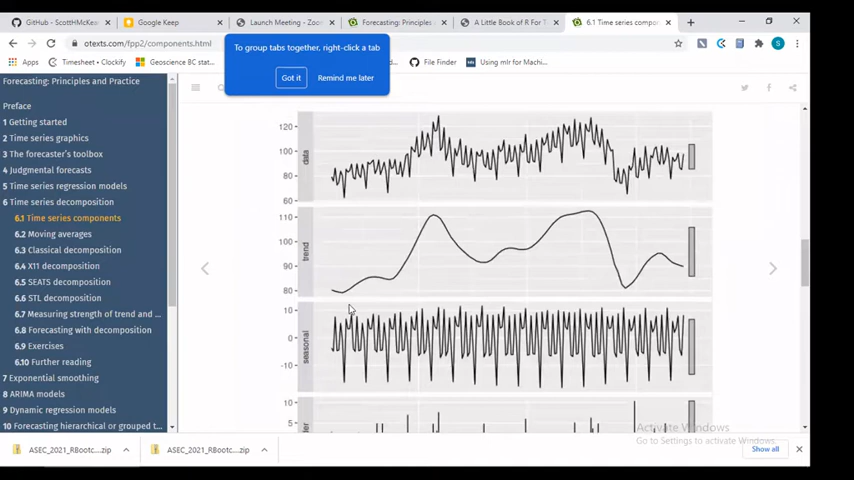 GitHub - ScottHMcKe
Google Keep
Launch Meeting - Zoo
Forecasting: Principles
A Little Book of R For T
6.1 Time series compon
otexts.com/fpp2/components.html
Apps
Timesheet | Clockify
Geoscience BC stat
File Finder
Using mlr for Machi...
To group tabs together, right-click a tab
Got it
Remind me later
Forecasting: Principles and Practice
Preface
1 Getting started
2 Time series graphics
3 The forecaster's toolbox
4 Judgmental forecasts
5 Time series regression models
6 Time series decomposition
6.1 Time series components
6.2 Moving averages
6.3 Classical decomposition
6.4 X11 decomposition
6.5 SEATS decomposition
6.6 STL decomposition
6.7 Measuring strength of trend and ...
6.8 Forecasting with decomposition
6.9 Exercises
6.10 Further reading
7 Exponential smoothing
8 ARIMA models
9 Dynamic regression models
10 Forecasting hierarchical or grouped t
data
120
100
80
60
trend
110
100
90
80
seasonal
10
0
-10
10
5
Activate Windows
Go to Settings to activate Windows.
ASEC_2021_RBootc....zip
ASEC_2021_RBootc....zip
Show all